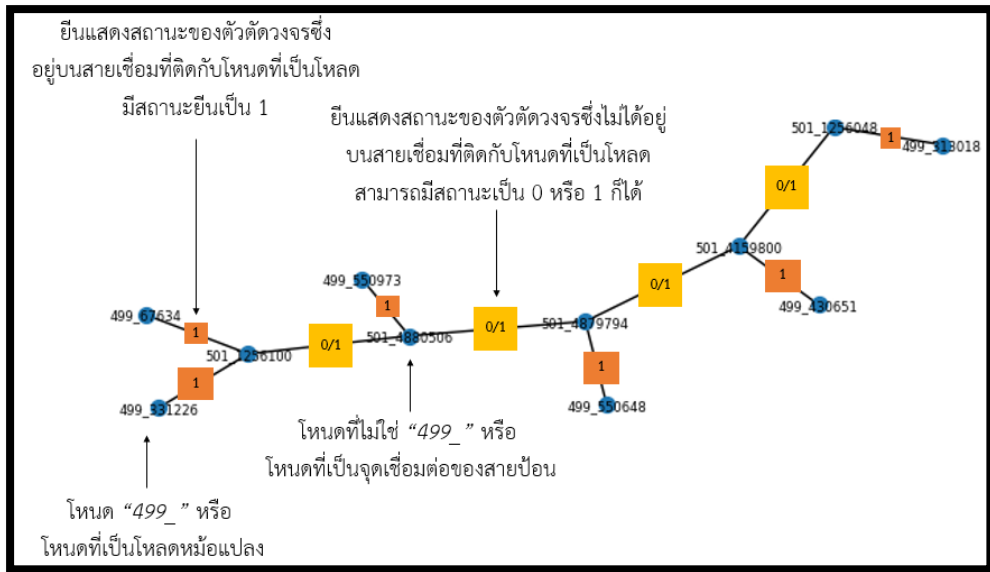 ยีนแสดงสถานะของตัวตัดวงจรซึ่ง
อยู่บนสายเชื่อมที่ติดกับโหนดที่เป็นโหลด
มีสถานะยีนเป็น 1
ยีนแสดงสถานะของตัวตัดวงจรซึ่งไม่ได้อยู่
บนสายเชื่อมที่ติดกับโหนดที่เป็นโหลด
สามารถมีสถานะเป็น 0 หรือ 1 ก็ได้
501_1256048
1
499_313018
0/1
501_4159800
1
499_430651
0/1
499_550973
1
501_4880506
0/1
501_4879794
1
499_550648
499_67634
1
501_1256100
0/1
1
499_331226
โหนดที่ไม่ใช่ “499_” หรือ
โหนดที่เป็นจุดเชื่อมต่อของสายป้อน
โหนด “499_” หรือ
โหนดที่เป็นโหลดหม้อแปลง